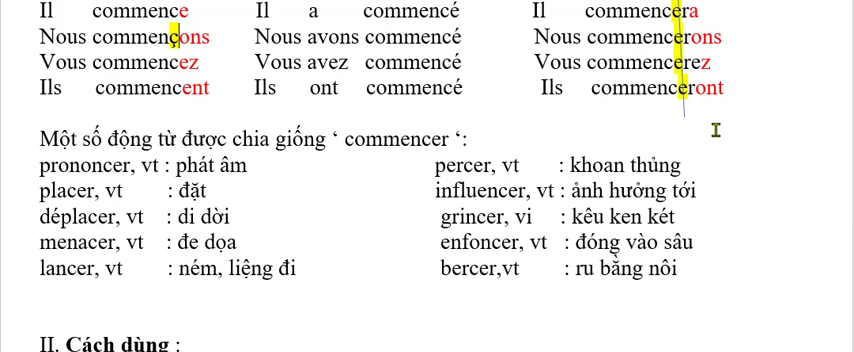 Il commence Il a commencé Il commencera
Nous commençons Nous avons commencé Nous commencerons
Vous commencez Vous avez commencé Vous commencerez
Ils commencent Ils ont commencé Ils commenceront
Một số động từ được chia giống ‘ commencer ‘:
prononcer, vt : phát âm percer, vt : khoan thủng
placer, vt : đặt influencer, vt : ảnh hưởng tới
déplacer, vt : di dời grincer, vi : kêu ken két
menacer, vt : đe dọa enfoncer, vt : đóng vào sâu
lancer, vt : ném, liệng đi bercer,vt : ru bằng nôi
II. Cách dùng :